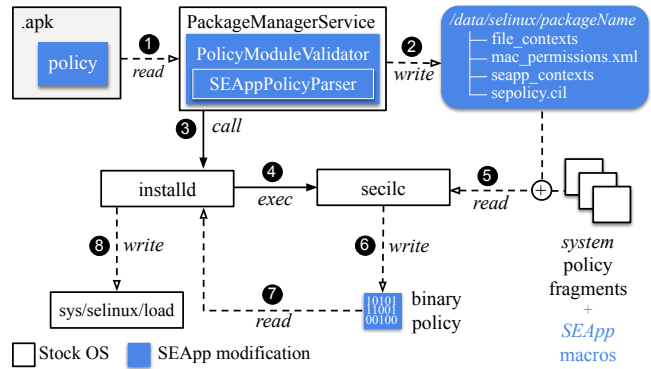 .apk
policy
1
read
PackageManagerService
PolicyModuleValidator
SEAppPolicyParser
2
write
/data/selinux/packageName
file_contexts
mac_permissions.xml
seapp_contexts
sepolicy.cil
3
call
installd
4
exec
secilc
5
read
+
system
policy
fragments
+
SEApp
macros
8
write
sys/selinux/load
7
read
6
write
10101
11001
00100
binary
policy
Stock OS
SEApp modification